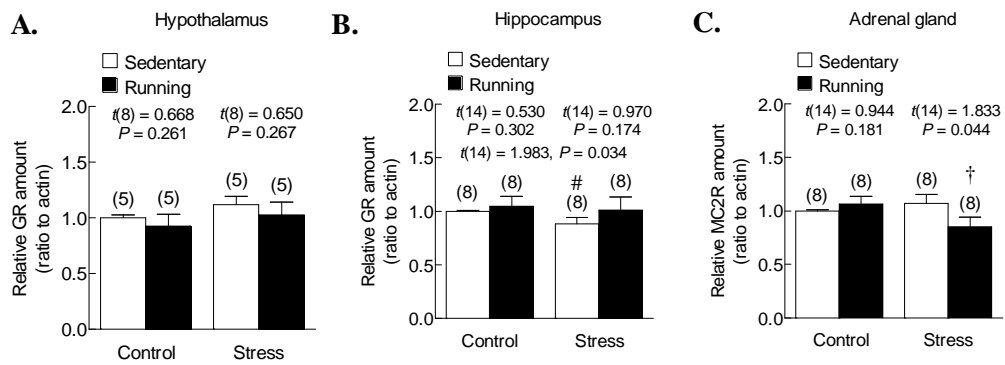 A.
Hypothalamus
Sedentary
Running
t(8) = 0.668
P = 0.261
t(8) = 0.650
P = 0.267
Relative GR amount
(ratio to actin)
2.0
1.5
1.0
0.5
0.0
(5)
(5)
(5)
(5)
Control
Stress
B.
Hippocampus
Sedentary
Running
t(14) = 0.530
P = 0.302
t(14) = 0.970
P = 0.174
t(14) = 1.983, P = 0.034
Relative GR amount
(ratio to actin)
2.0
1.5
1.0
0.5
0.0
(8)
(8)
#
(8)
(8)
Control
Stress
C.
Adrenal gland
Sedentary
Running
t(14) = 0.944
P = 0.181
t(14) = 1.833
P = 0.044
Relative MC2R amount
(ratio to actin)
2.0
1.5
1.0
0.5
0.0
(8)
(8)
(8)
†
(8)
Control
Stress